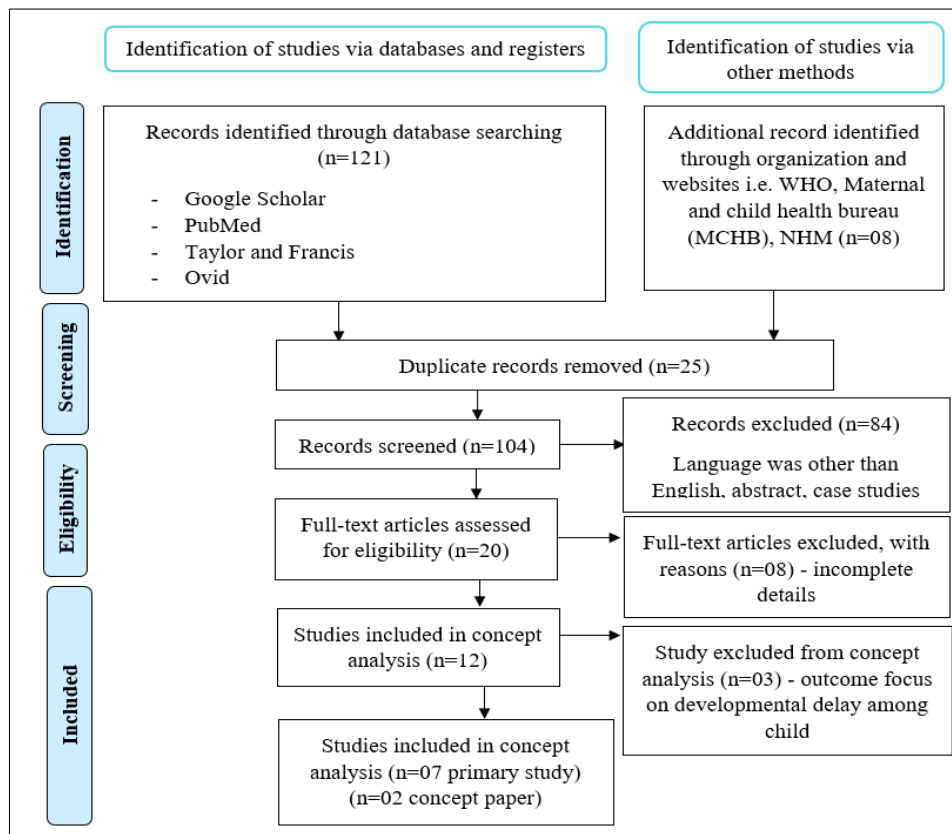 Identification of studies via databases and registers
Identification of studies via
other methods
Identification
Records identified through database searching
(n=121)
- Google Scholar
- PubMed
- Taylor and Francis
- Ovid
Additional record identified
through organization and
websites i.e. WHO, Maternal
and child health bureau
(MCHB), NHM (n=08)
Screening
Duplicate records removed (n=25)
Records screened (n=104)
Records excluded (n=84)
Language was other than
English, abstract, case studies
Eligibility
Full-text articles assessed
for eligibility (n=20)
Full-text articles excluded, with
reasons (n=08) - incomplete
details
Included
Studies included in concept
analysis (n=12)
Study excluded from concept
analysis (n=03) - outcome focus
on developmental delay among
child
Studies included in concept
analysis (n=07 primary study)
(n=02 concept paper)